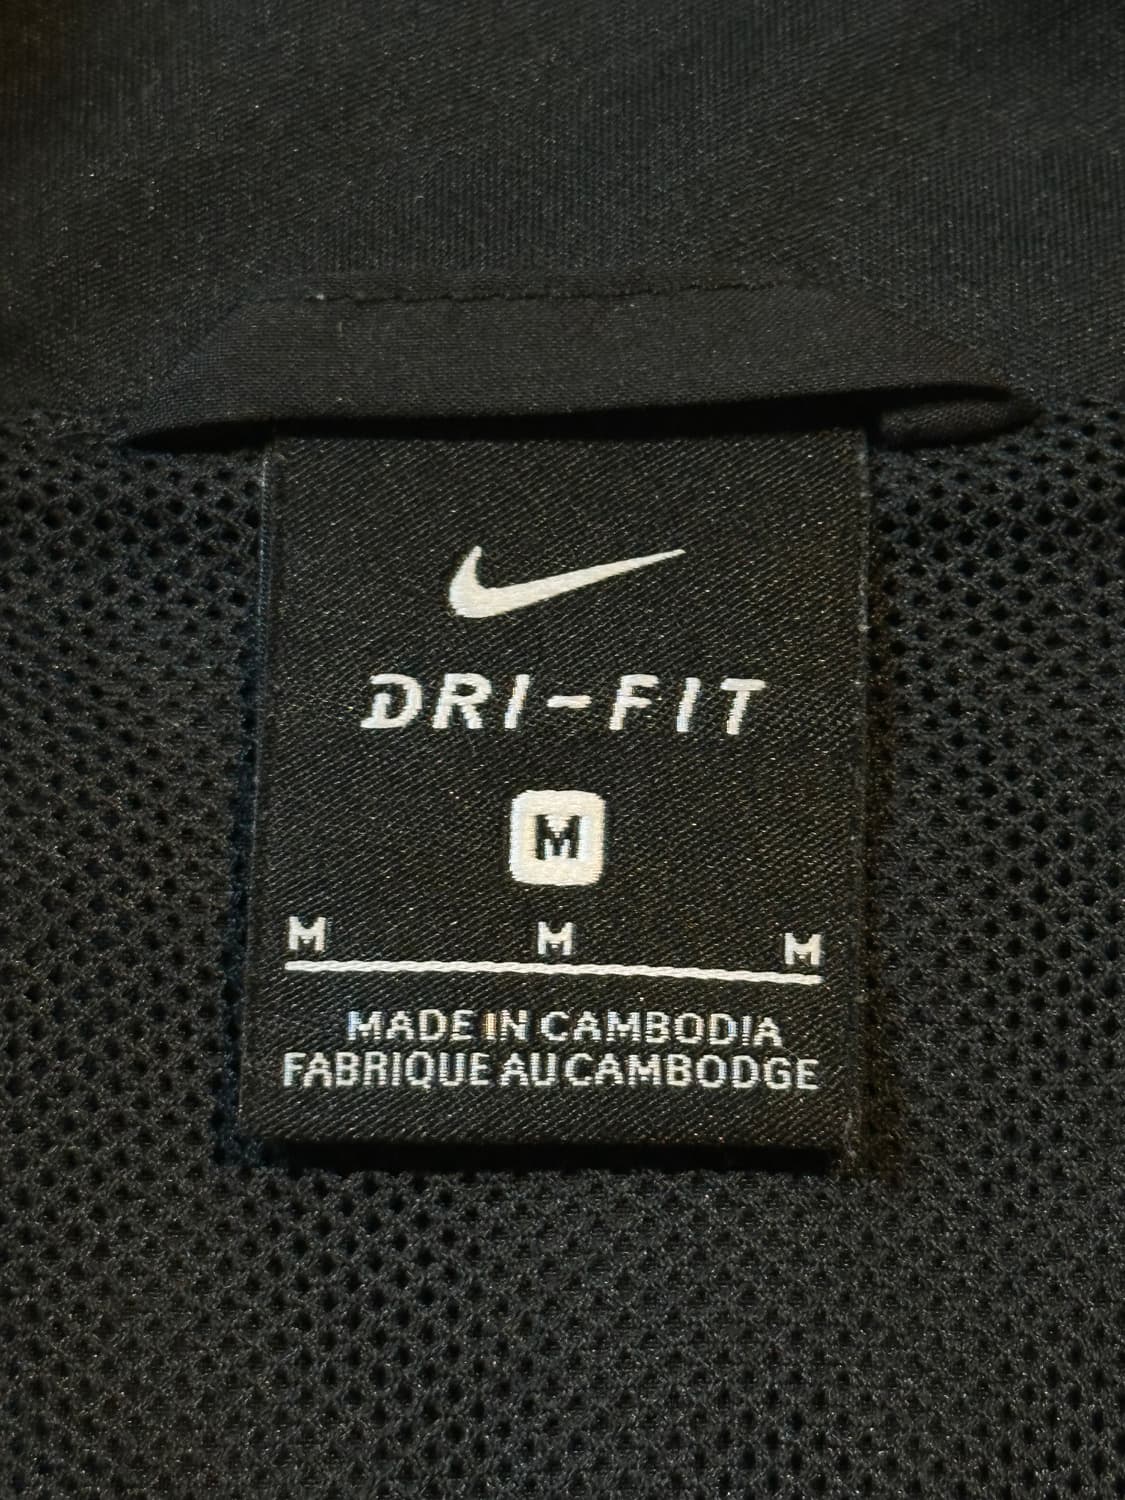 DRI-FIT
M
M M M
MADE IN CAMBODIA
FABRIQUE AU CAMBODGE